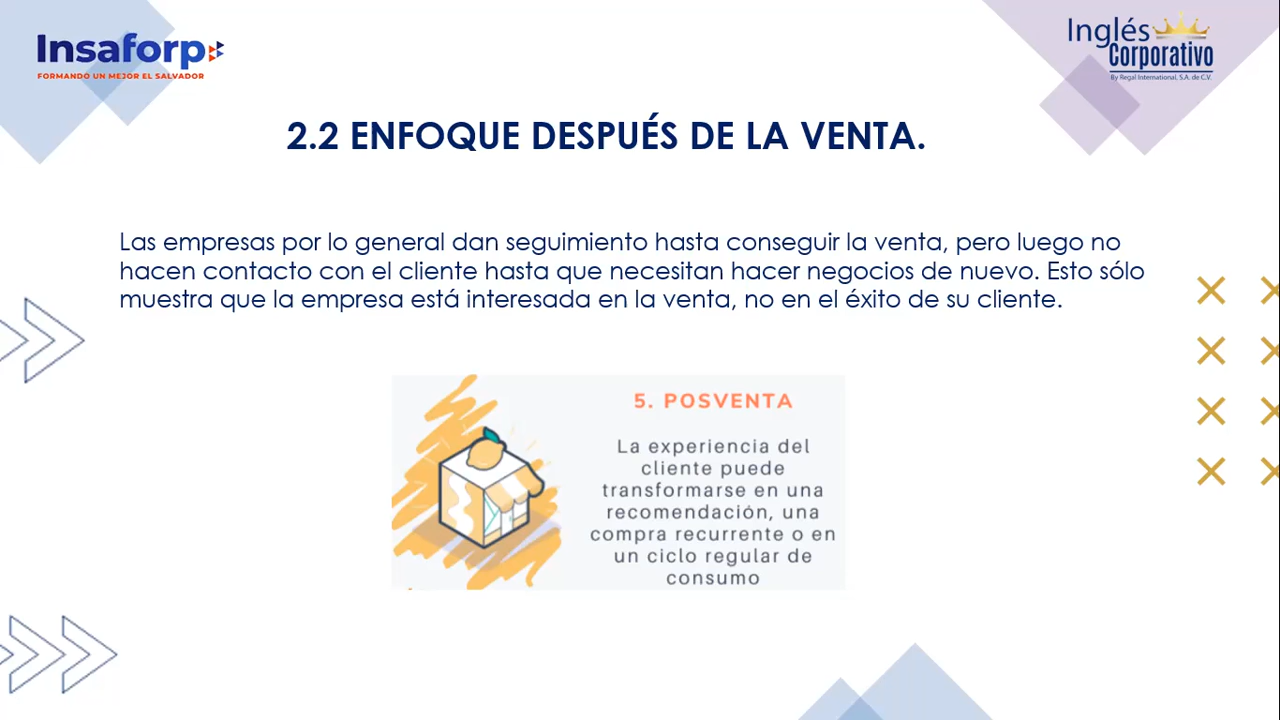 Insaforp
FORMANDO UN MEJOR EL SALVADOR
Inglés
Corporativo
By Regal International, S.A. de C.V.
2.2 ENFOQUE DESPUÉS DE LA VENTA.
Las empresas por lo general dan seguimiento hasta conseguir la venta, pero luego no
hacen contacto con el cliente hasta que necesitan hacer negocios de nuevo. Esto sólo
muestra que la empresa está interesada en la venta, no en el éxito de su cliente.
5. POSVENTA
La experiencia del
cliente puede
transformarse en una
recomendación, una
compra recurrente o en
un ciclo regular de
consumo